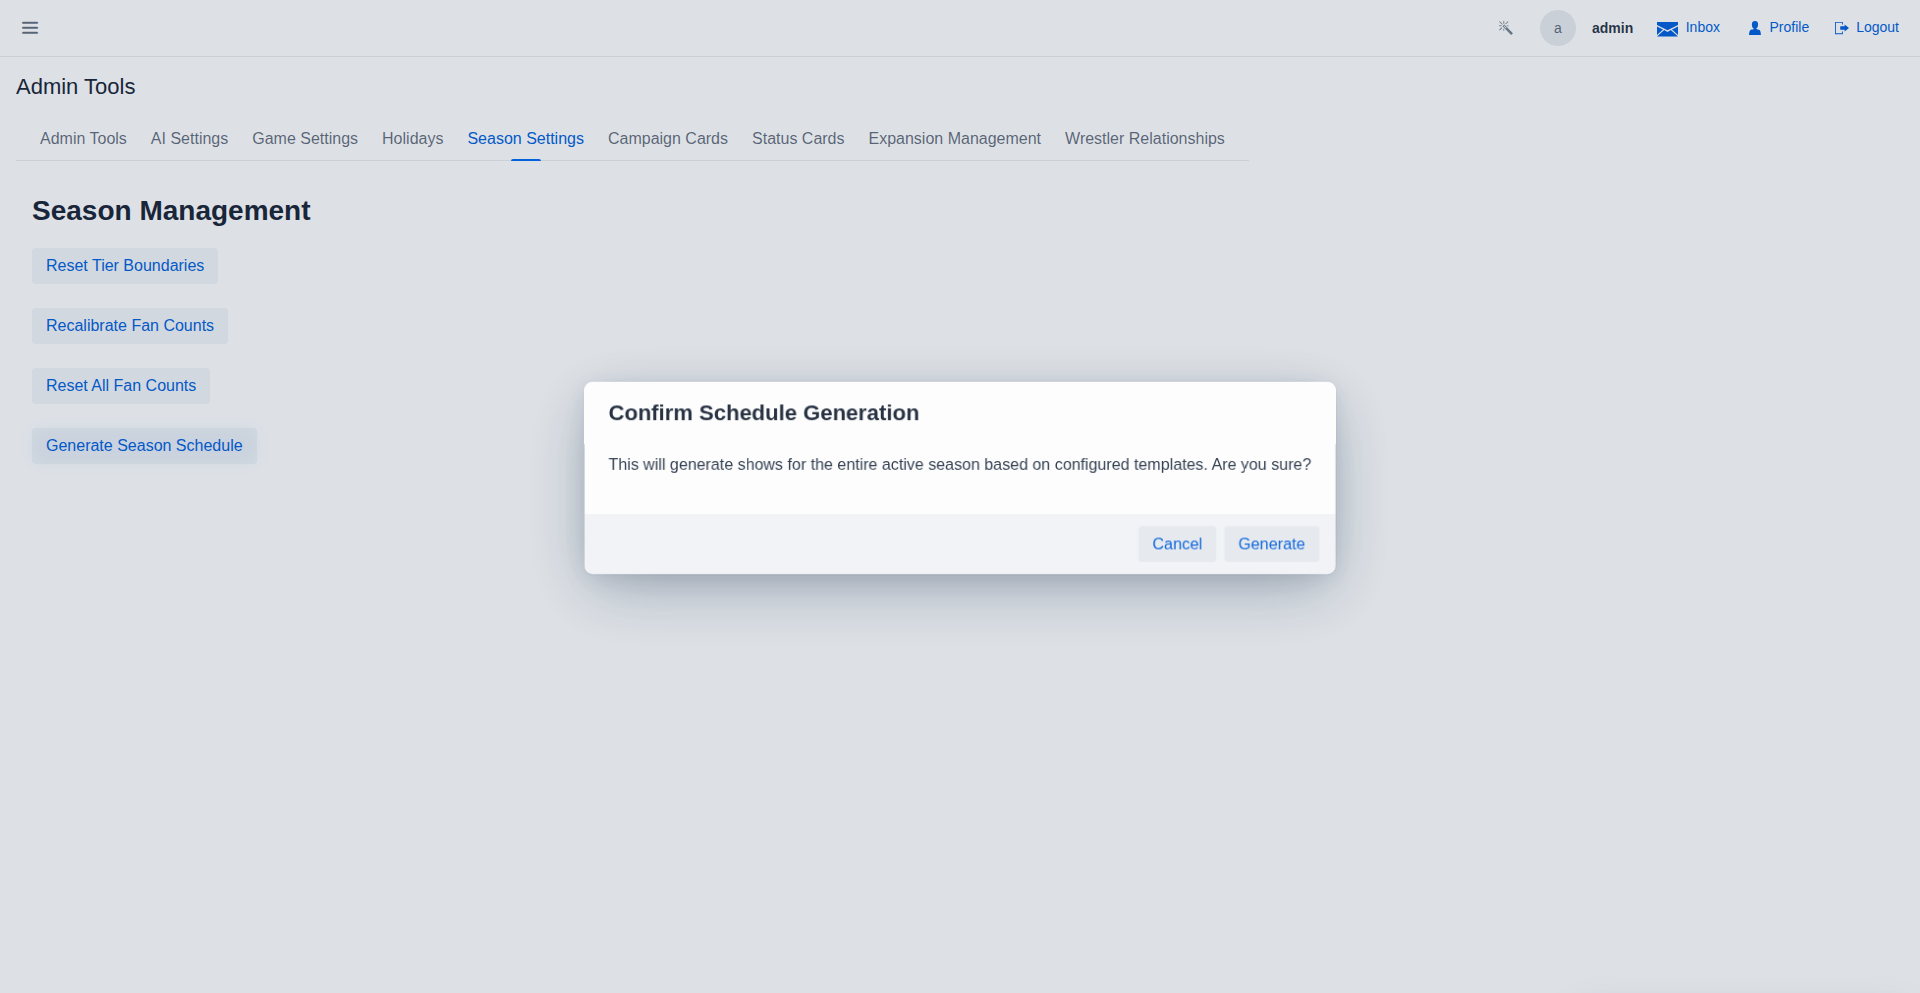 a admin Inbox Profile Logout
Admin Tools
Admin Tools AI Settings Game Settings Holidays Season Settings Campaign Cards Status Cards Expansion Management Wrestler Relationships
Season Management
Reset Tier Boundaries
Recalibrate Fan Counts
Reset All Fan Counts
Generate Season Schedule
Confirm Schedule Generation
This will generate shows for the entire active season based on configured templates. Are you sure?
Cancel Generate